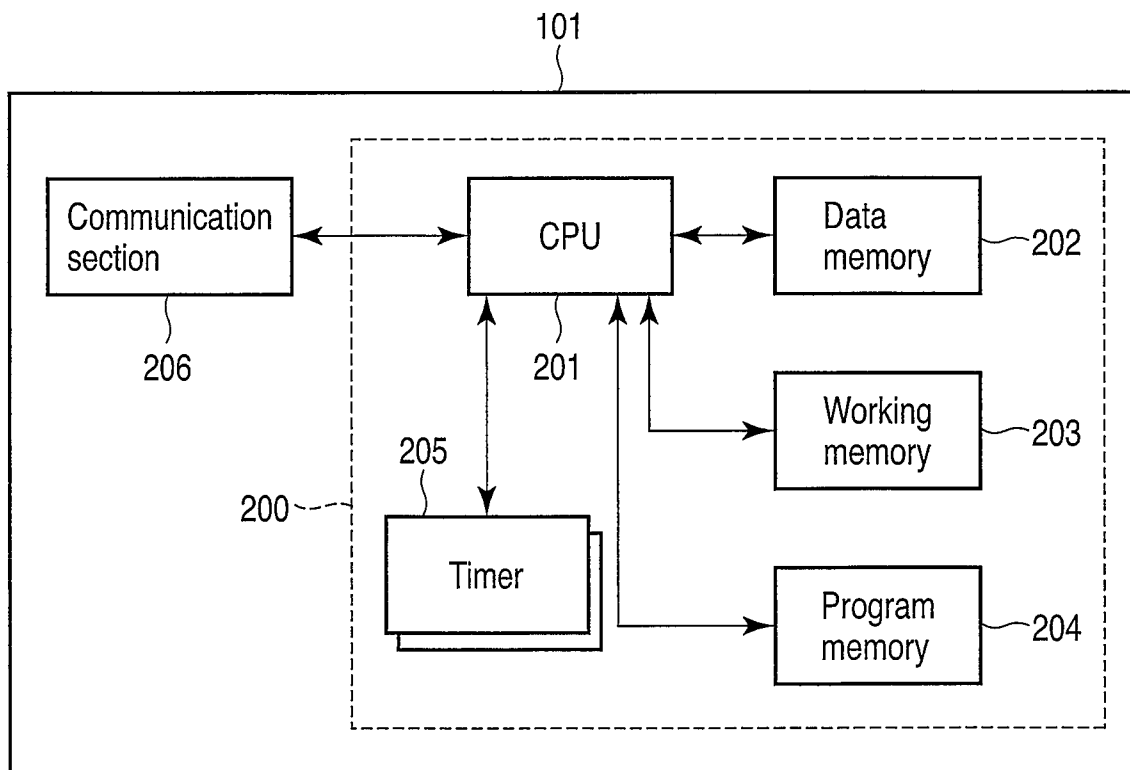 101
Communication
section
206
CPU
201
Data
memory
202
Working
memory
203
205
200
Timer
Program
memory
204